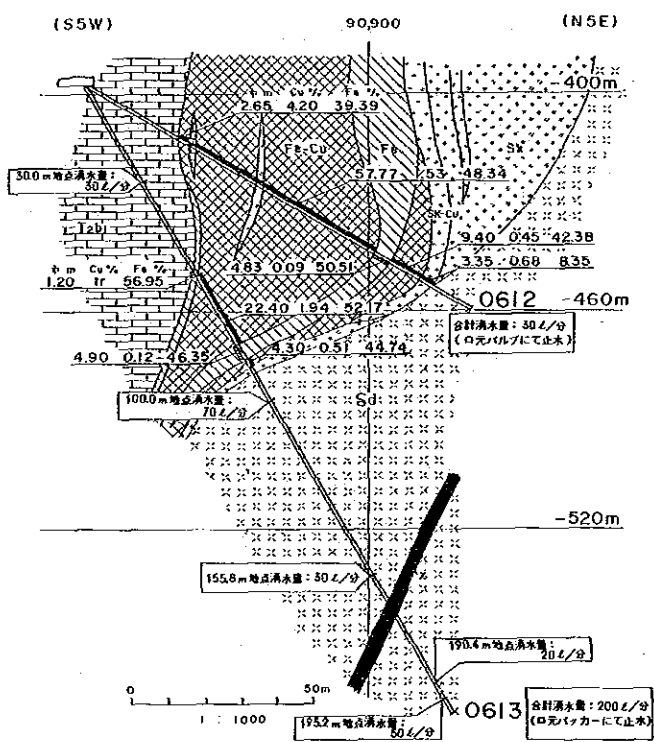 (S5W)
90,900
(N5E)
-400m
m Cu% Fe%
2.65 4.20 39.39
Fe-Cu
Fe
SK
57.77 1.53 48.34
SK-Cu
30.0m地点湧水量:
30ℓ/分
9.40 0.45 42.38
4.83 0.09 50.51
3.35 0.68 8.35
m Cu% Fe%
1.20 tr 56.95
0612
-460m
22.40 1.94 52.17
合計湧水量:30ℓ/分
(口元バルブにて止水)
4.90 0.12 46.35
4.30 0.51 44.74
100.0m地点湧水量:
70ℓ/分
Sd
-520m
155.8m地点湧水量:30ℓ/分
190.4m地点湧水量:
20ℓ/分
0 50m
1 : 1000
195.2m地点湧水量:
50ℓ/分
0613
合計湧水量:200ℓ/分
(口元パッカーにて止水)